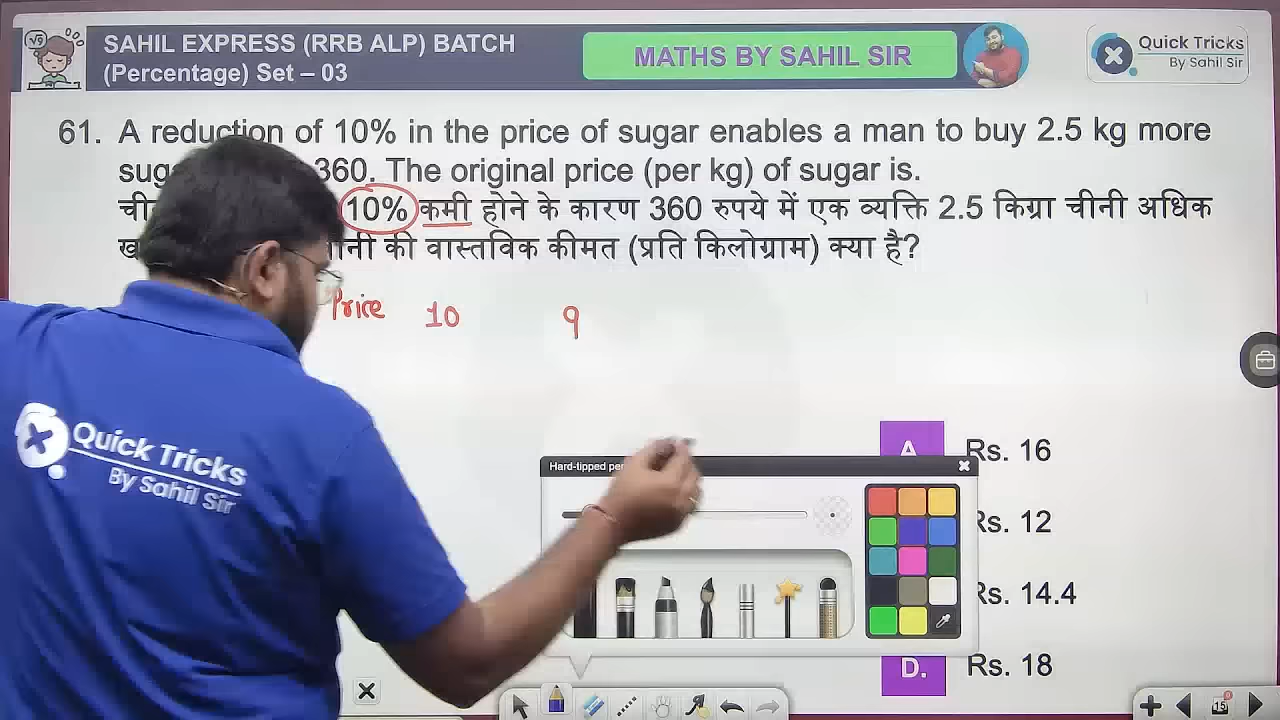 SAHIL EXPRESS (RRB ALP) BATCH
(Percentage) Set – 03
MATHS BY SAHIL SIR
Quick Tricks
By Sahil Sir
61. A reduction of 10% in the price of sugar enables a man to buy 2.5 kg more
360. The original price (per kg) of sugar is.
10% कमी होने के कारण 360 रुपये में एक व्यक्ति 2.5 किग्रा चीनी अधिक
की वास्तविक कीमत (प्रति किलोग्राम) क्या है?
Price 10 9
Quick Tricks
By Sahil Sir
A. Rs. 16
Hard-tipped
Rs. 12
Rs. 14.4
D. Rs. 18
15